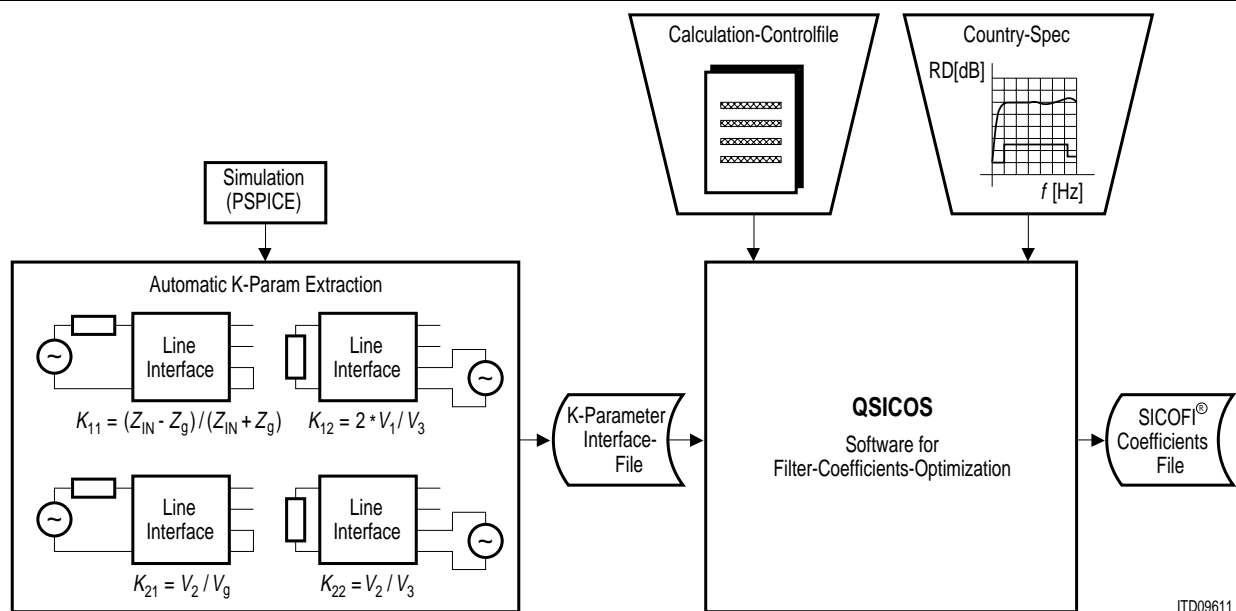 Calculation-Controlfile
Country-Spec
RD[dB]
f [Hz]
Simulation
(PSPICE)
Automatic K-Param Extraction
~
Line
Interface
Line
Interface
~
K11 = (ZIN - Zg) / (ZIN + Zg)
K12 = 2 * V1 / V3
~
Line
Interface
Line
Interface
~
K21 = V2 / Vg
K22 = V2 / V3
K-Parameter
Interface-
File
QSICOS
Software for
Filter-Coefficients-Optimization
SICOFI®
Coefficients
File
ITD09611